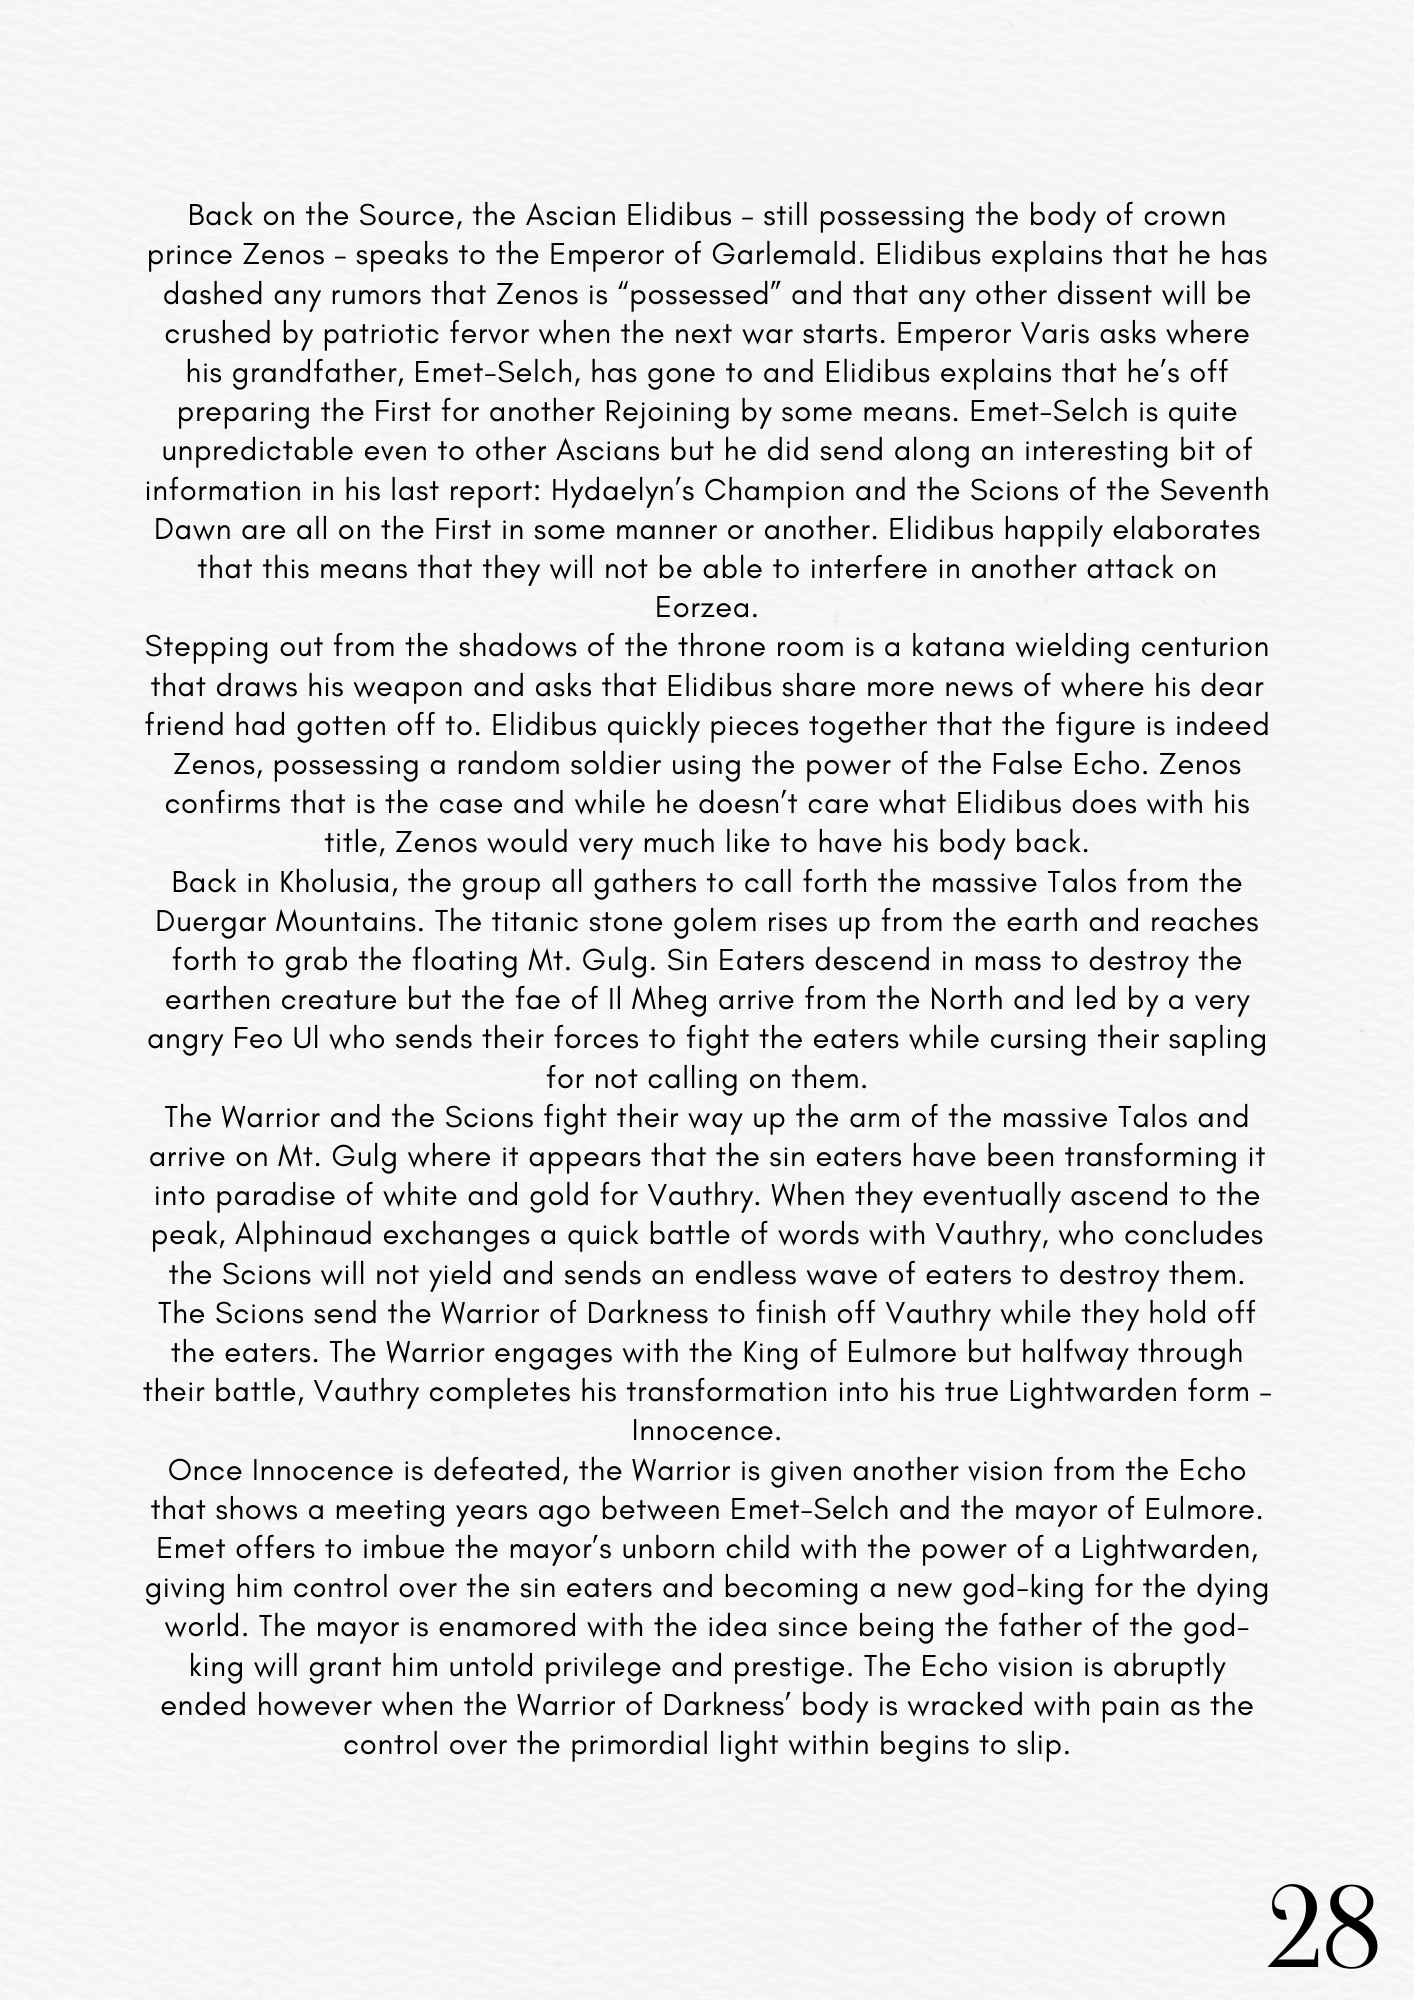 Back on the Source, the Ascian Elidibus – still possessing the body of crown
prince Zenos – speaks to the Emperor of Garlemald. Elidibus explains that he has
dashed any rumors that Zenos is “possessed” and that any other dissent will be
crushed by patriotic fervor when the next war starts. Emperor Varis asks where
his grandfather, Emet-Selch, has gone to and Elidibus explains that he’s off
preparing the First for another Rejoining by some means. Emet-Selch is quite
unpredictable even to other Ascians but he did send along an interesting bit of
information in his last report: Hydaelyn’s Champion and the Scions of the Seventh
Dawn are all on the First in some manner or another. Elidibus happily elaborates
that this means that they will not be able to interfere in another attack on
Eorzea.
Stepping out from the shadows of the throne room is a katana wielding centurion
that draws his weapon and asks that Elidibus share more news of where his dear
friend had gotten off to. Elidibus quickly pieces together that the figure is indeed
Zenos, possessing a random soldier using the power of the False Echo. Zenos
confirms that is the case and while he doesn’t care what Elidibus does with his
title, Zenos would very much like to have his body back.
Back in Kholusia, the group all gathers to call forth the massive Talos from the
Duergar Mountains. The titanic stone golem rises up from the earth and reaches
forth to grab the floating Mt. Gulg. Sin Eaters descend in mass to destroy the
earthen creature but the fae of Il Mheg arrive from the North and led by a very
angry Feo Ul who sends their forces to fight the eaters while cursing their sapling
for not calling on them.
The Warrior and the Scions fight their way up the arm of the massive Talos and
arrive on Mt. Gulg where it appears that the sin eaters have been transforming it
into paradise of white and gold for Vauthry. When they eventually ascend to the
peak, Alphinaud exchanges a quick battle of words with Vauthry, who concludes
the Scions will not yield and sends an endless wave of eaters to destroy them.
The Scions send the Warrior of Darkness to finish off Vauthry while they hold off
the eaters. The Warrior engages with the King of Eulmore but halfway through
their battle, Vauthry completes his transformation into his true Lightwarden form –
Innocence.
Once Innocence is defeated, the Warrior is given another vision from the Echo
that shows a meeting years ago between Emet-Selch and the mayor of Eulmore.
Emet offers to imbue the mayor’s unborn child with the power of a Lightwarden,
giving him control over the sin eaters and becoming a new god-king for the dying
world. The mayor is enamored with the idea since being the father of the god-
king will grant him untold privilege and prestige. The Echo vision is abruptly
ended however when the Warrior of Darkness’ body is wracked with pain as the
control over the primordial light within begins to slip.
28